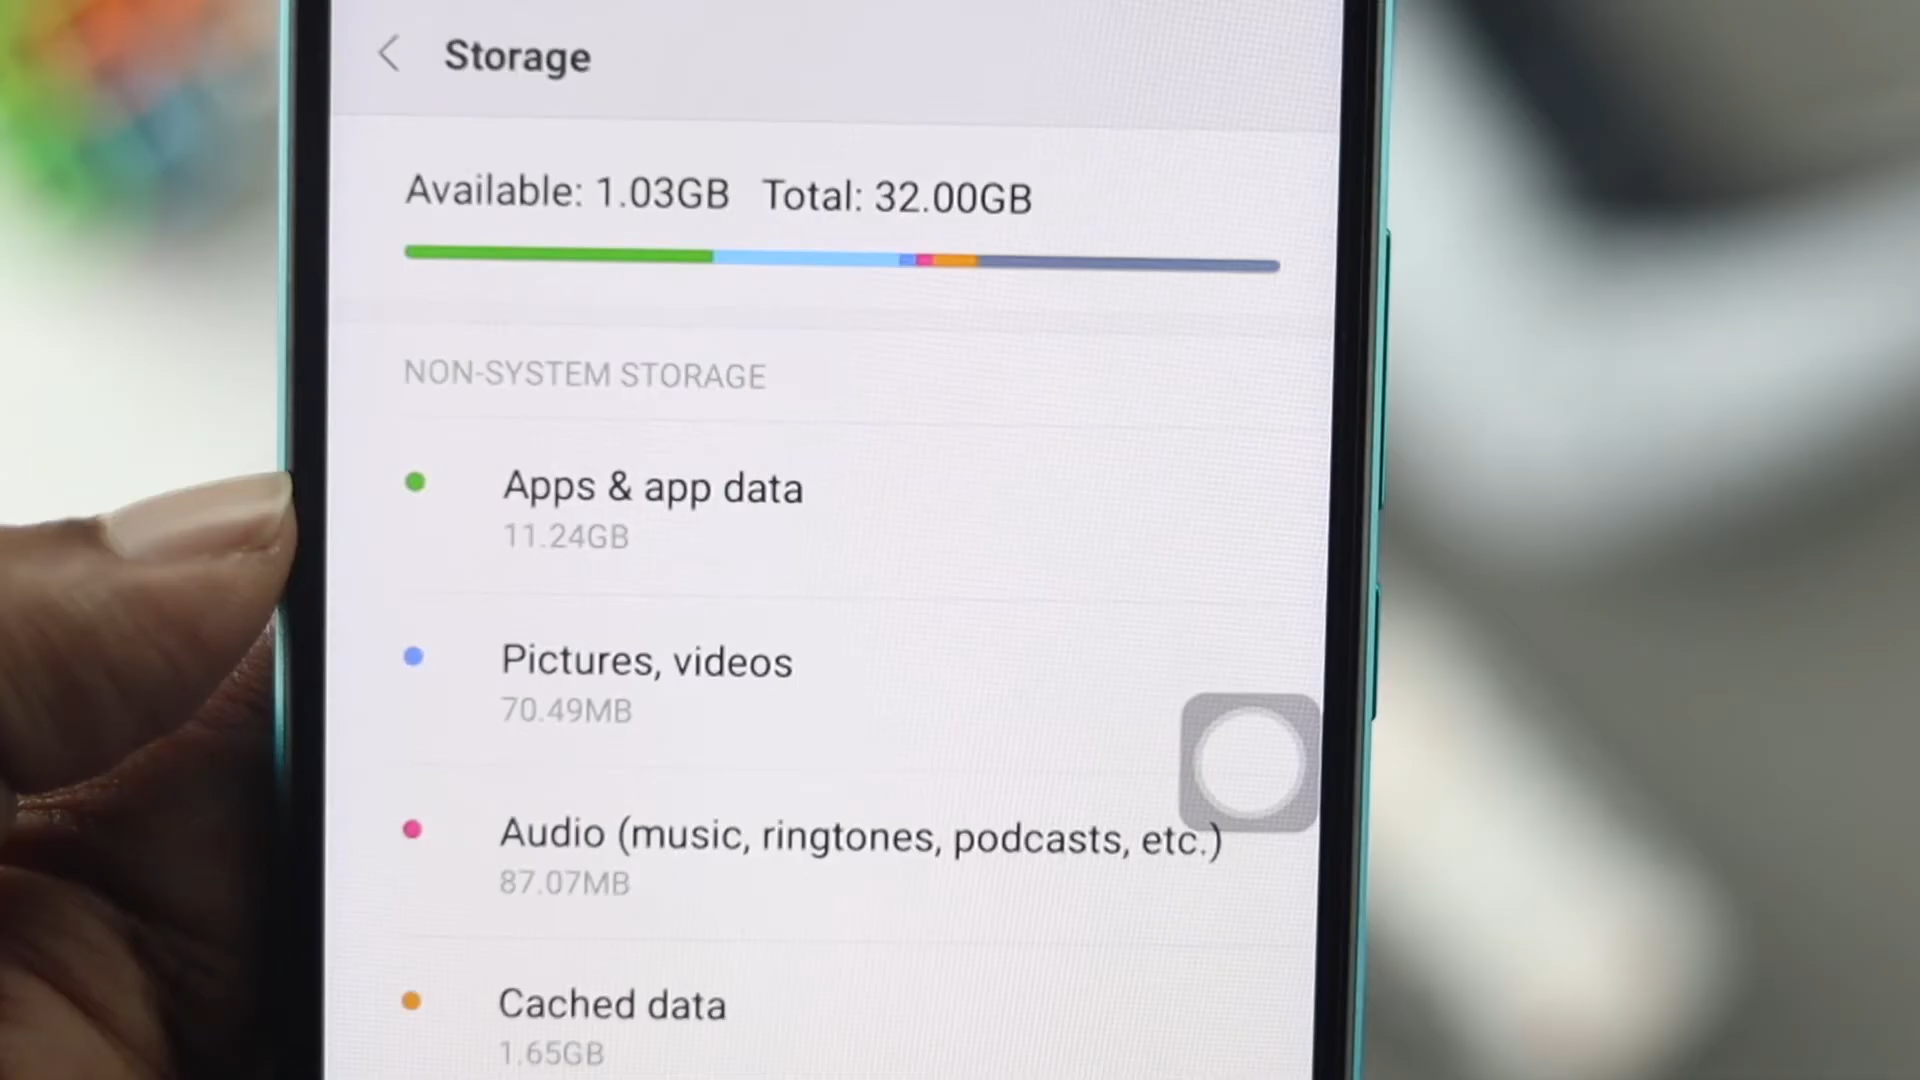 Storage
Available: 1.03GB Total: 32.00GB
NON-SYSTEM STORAGE
Apps & app data
11.24GB
Pictures, videos
70.49MB
Audio (music, ringtones, podcasts, etc.)
87.07MB
Cached data
1.65GB